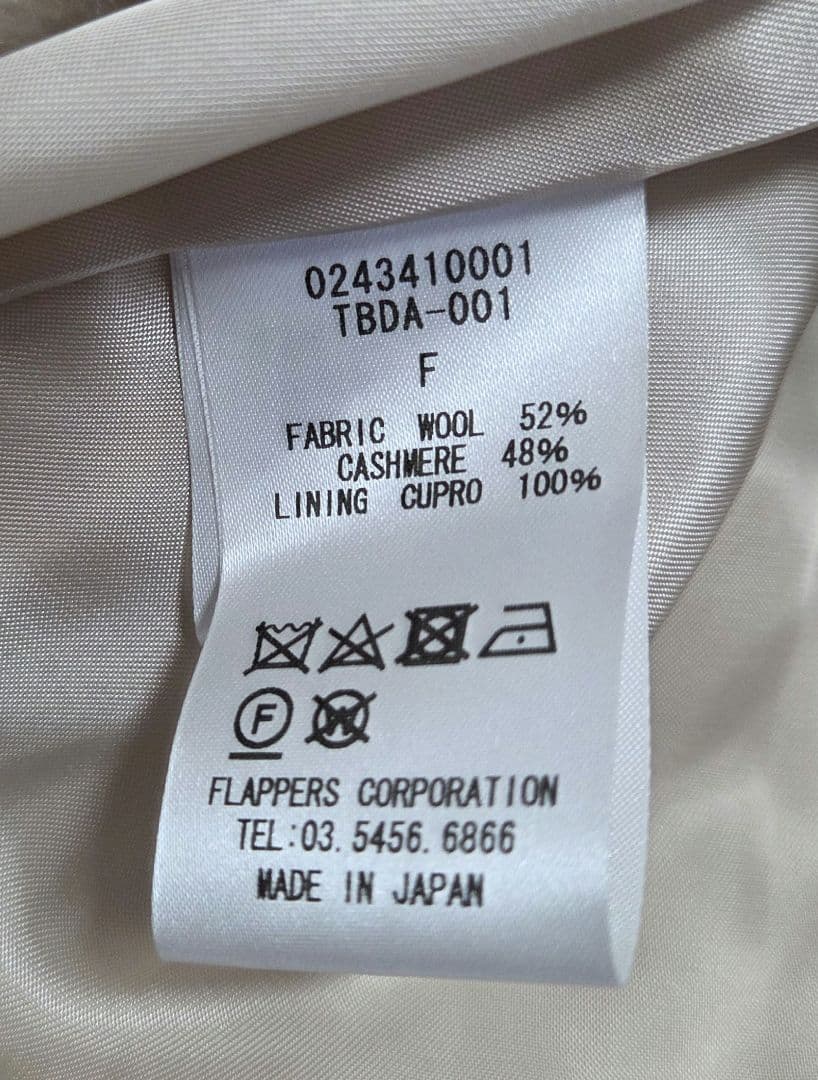 0243410001
TBDA-001
F
FABRIC WOOL 52%
CASHMERE 48%
LINING CUPRO 100%
F W
FLAPPERS CORPORATION
TEL:03. 5456. 6866
MADE IN JAPAN